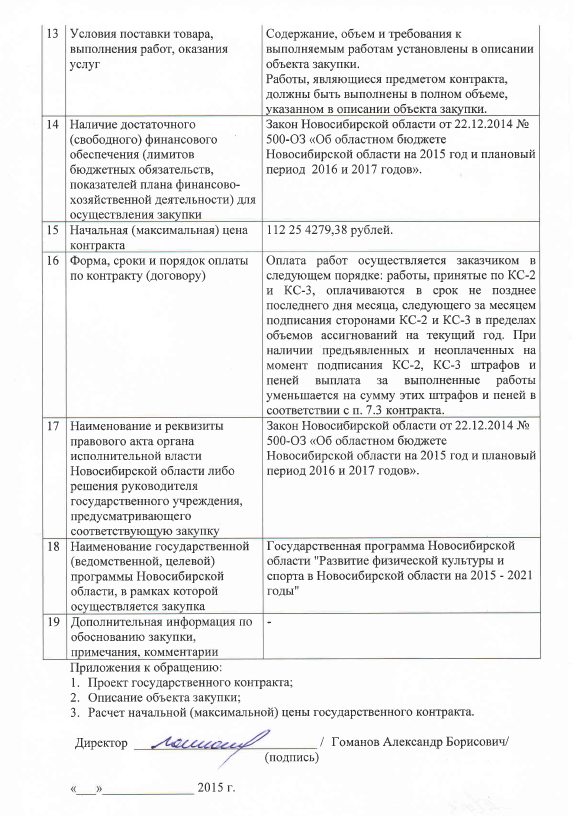 13 Условия поставки товара,
выполнения работ, оказания
услуг
Содержание, объем и требования к
выполняемым работам установлены в описании
объекта закупки.
Работы, являющиеся предметом контракта,
должны быть выполнены в полном объеме,
указанном в описании объекта закупки.
14 Наличие достаточного
(свободного) финансового
обеспечения (лимитов
бюджетных обязательств,
показателей плана финансово-
хозяйственной деятельности) для
осуществления закупки
Закон Новосибирской области от 22.12.2014 №
500-ОЗ «Об областном бюджете
Новосибирской области на 2015 год и плановый
период 2016 и 2017 годов».
15 Начальная (максимальная) цена
контракта
112 25 4279,38 рублей.
16 Форма, сроки и порядок оплаты
по контракту (договору)
Оплата работ осуществляется заказчиком в
следующем порядке: работы, принятые по КС-2
и КС-3, оплачиваются в срок не позднее
последнего дня месяца, следующего за месяцем
подписания сторонами КС-2 и КС-3 в пределах
объемов ассигнований на текущий год. При
наличии предъявленных и неоплаченных на
момент подписания КС-2, КС-3 штрафов и
пеней выплата за выполненные работы
уменьшается на сумму этих штрафов и пеней в
соответствии с п. 7.3 контракта.
17 Наименование и реквизиты
правового акта органа
исполнительной власти
Новосибирской области либо
решения руководителя
государственного учреждения,
предусматривающего
соответствующую закупку
Закон Новосибирской области от 22.12.2014 №
500-ОЗ «Об областном бюджете
Новосибирской области на 2015 год и плановый
период 2016 и 2017 годов».
18 Наименование государственной
(ведомственной, целевой)
программы Новосибирской
области, в рамках которой
осуществляется закупка
Государственная программа Новосибирской
области "Развитие физической культуры и
спорта в Новосибирской области на 2015 - 2021
годы"
19 Дополнительная информация по
обоснованию закупки,
примечания, комментарии
-
Приложения к обращению:
1. Проект государственного контракта;
2. Описание объекта закупки;
3. Расчет начальной (максимальной) цены государственного контракта.
Директор ____________ / Гоманов Александр Борисович/
(подпись)
«___»______________ 2015 г.